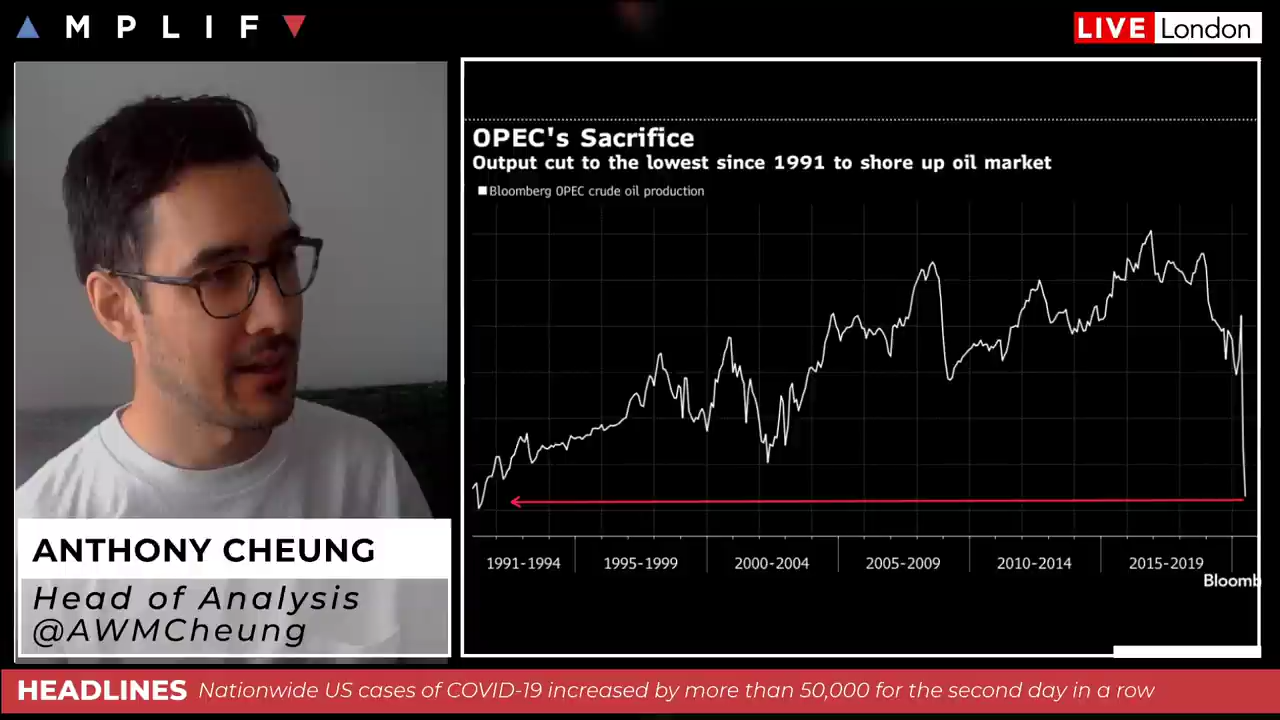 ▲ M P L I F ▼
LIVE London
OPEC's Sacrifice
Output cut to the lowest since 1991 to shore up oil market
Bloomberg OPEC crude oil production
1991-1994 1995-1999 2000-2004 2005-2009 2010-2014 2015-2019
Bloomb
ANTHONY CHEUNG
Head of Analysis
@AWMCheung
HEADLINES Nationwide US cases of COVID-19 increased by more than 50,000 for the second day in a row